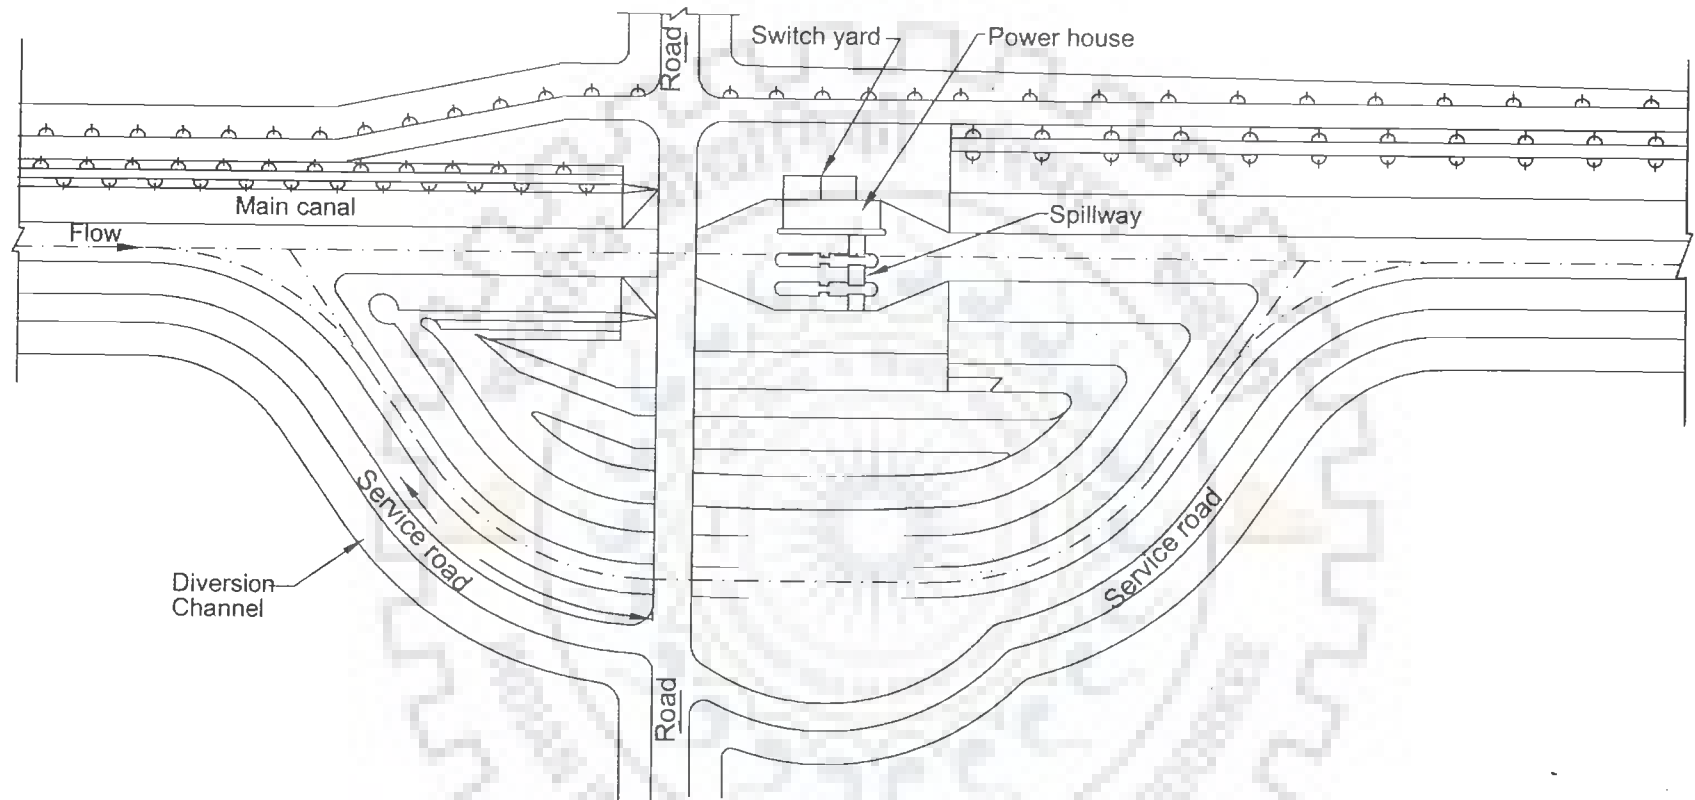 Road
Switch yard
Power house
Main canal
Flow
Spillway
Service road
Service road
Diversion
Channel
Road